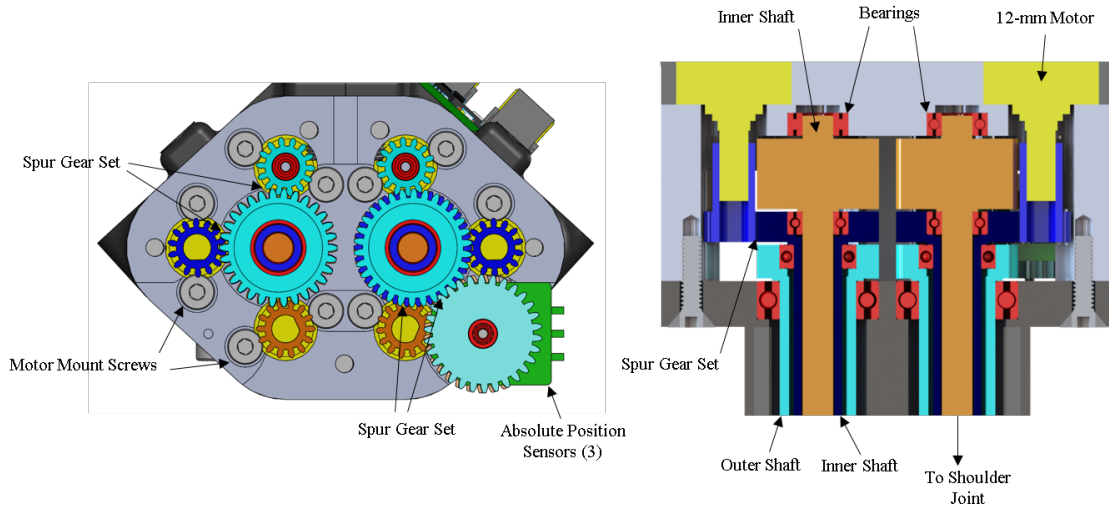 Spur Gear Set
Motor Mount Screws
Spur Gear Set
Absolute Position
Sensors (3)
Inner Shaft
Bearings
12-mm Motor
Spur Gear Set
Outer Shaft
Inner Shaft
To Shoulder
Joint